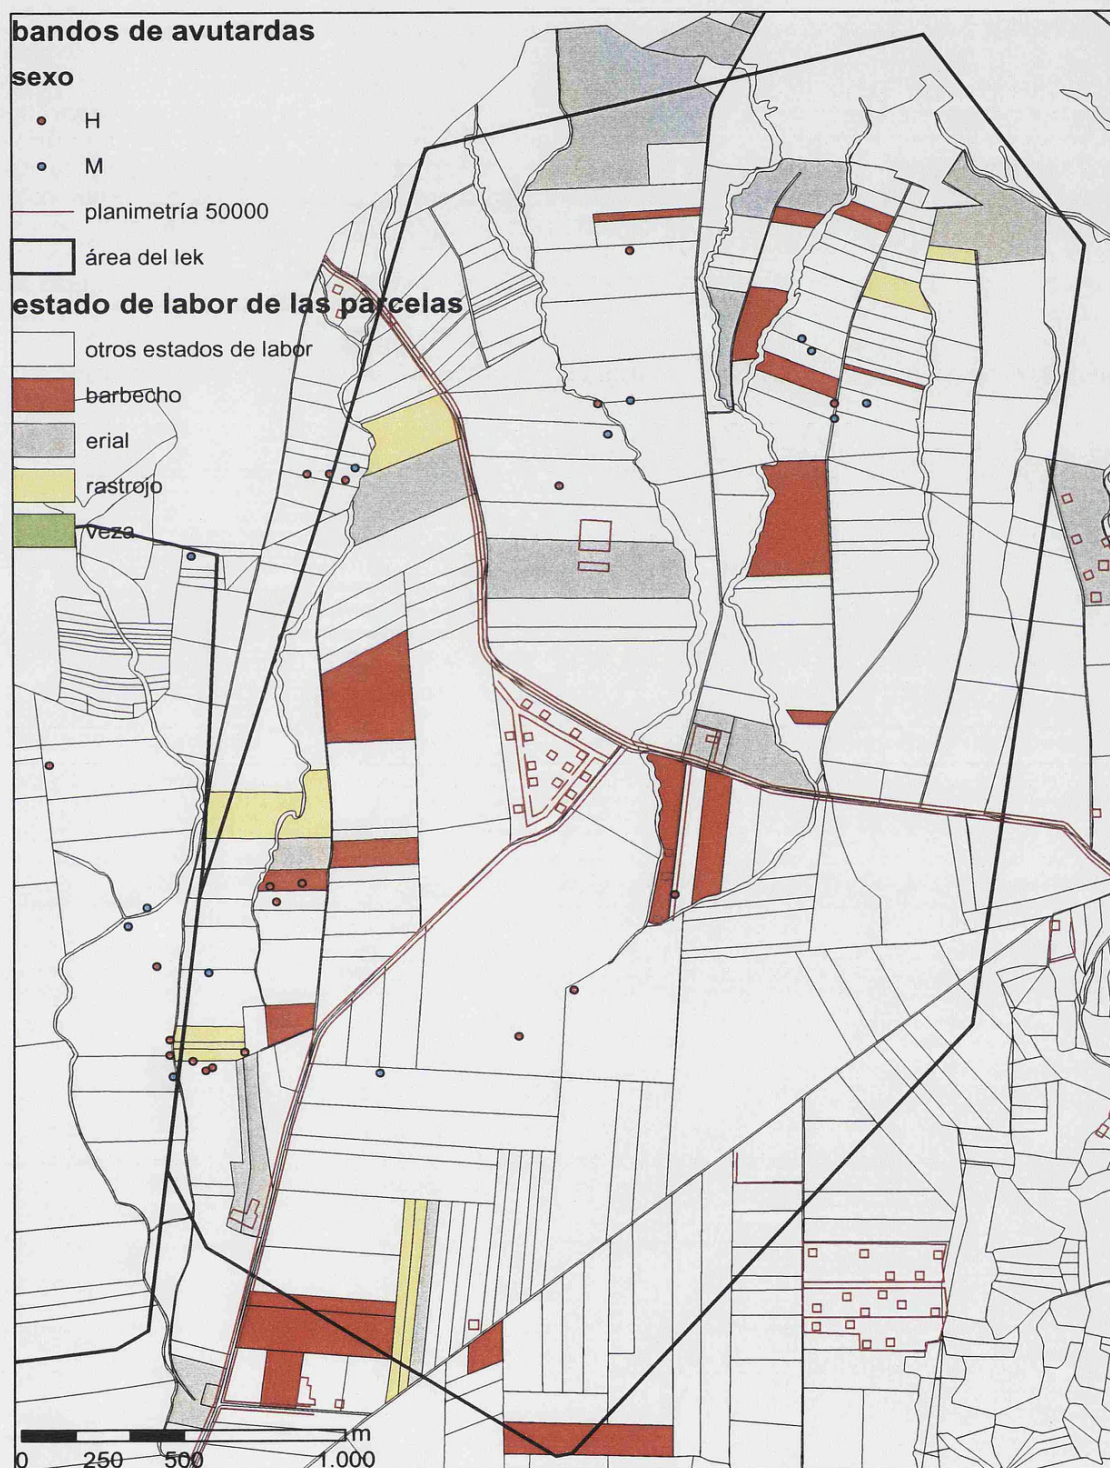 bandos de avutardas
sexo
H
M
planimetría 50000
área del lek
estado de labor de las parcelas
otros estados de labor
barbecho
erial
rastrojo
veza
m
0 250 500 1.000